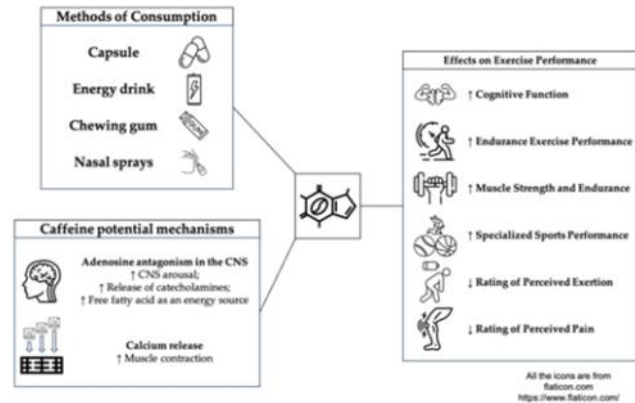 Methods of Consumption
Capsule
Energy drink
Chewing gum
Nasal sprays
Caffeine potential mechanisms
Adenosine antagonism in the CNS
↑ CNS arousal;
↑ Release of catecholamines;
↑ Free fatty acid as an energy source
Calcium release
↑ Muscle contraction
Effects on Exercise Performance
↑ Cognitive Function
↑ Endurance Exercise Performance
↑ Muscle Strength and Endurance
↑ Specialized Sports Performance
↓ Rating of Perceived Exertion
↓ Rating of Perceived Pain
All the icons are from
flaticon.com
https://www.flaticon.com/